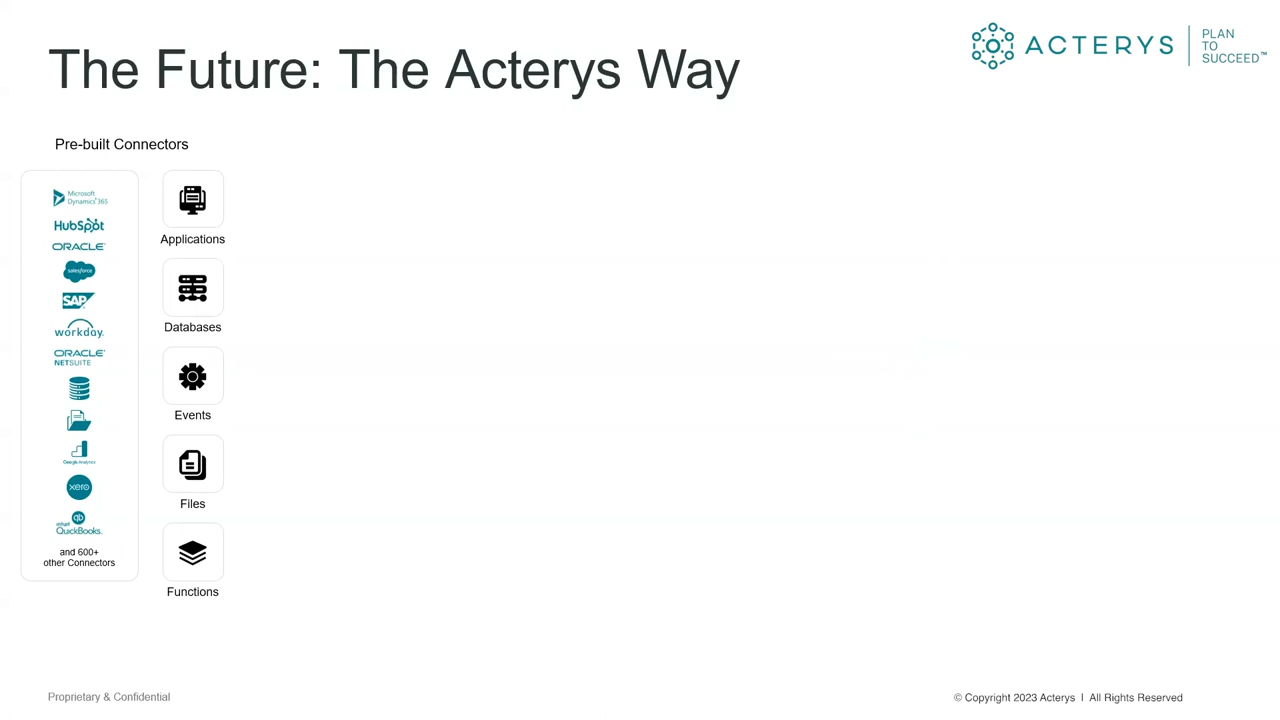 The Future: The Acterys Way
ACTERYS
PLAN
TO
SUCCEED™
Pre-built Connectors
Microsoft
Dynamics 365
HubSpot
ORACLE
salesforce
SAP
workday.
ORACLE
NETSUITE
Google Analytics
xero
qb
intuit
QuickBooks.
and 600+
other Connectors
Applications
Databases
Events
Files
Functions
Proprietary & Confidential
© Copyright 2023 Acterys I All Rights Reserved